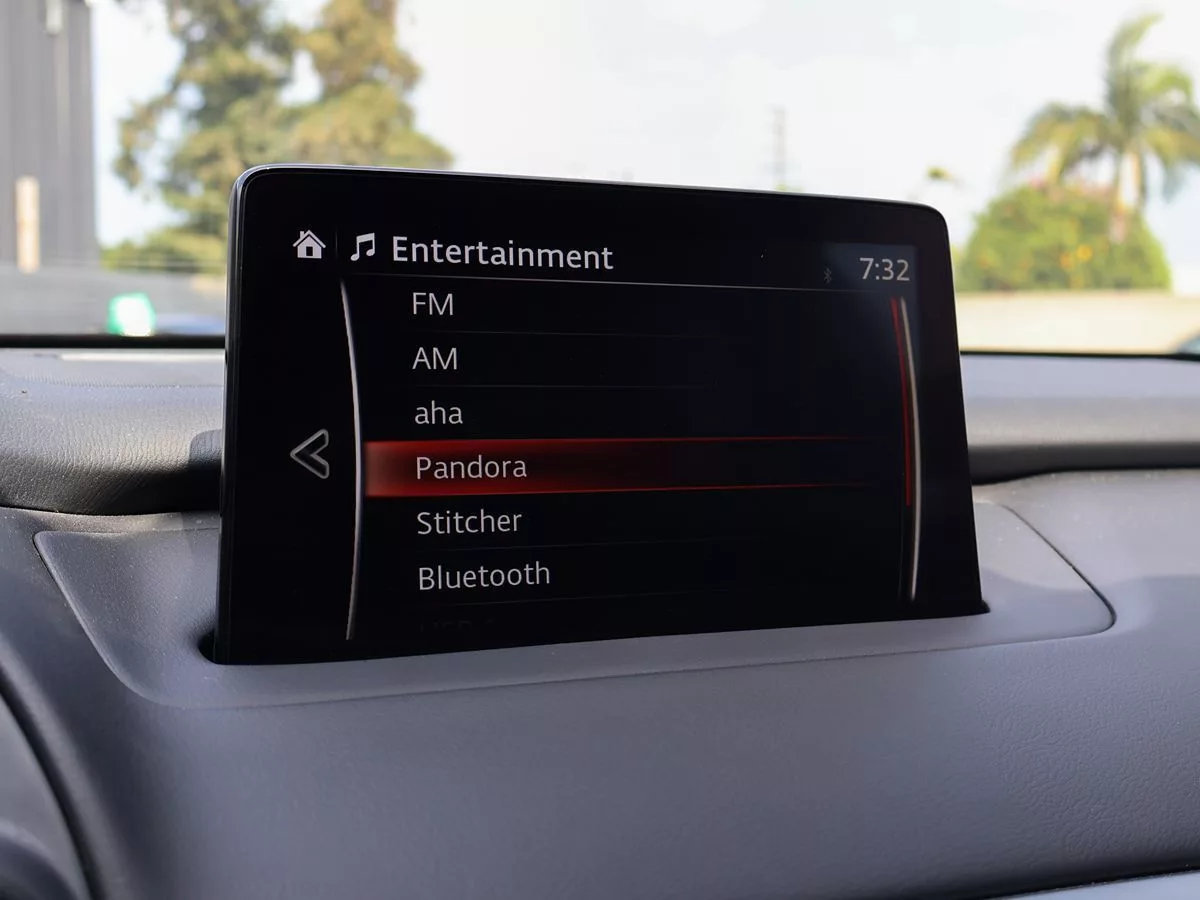 Entertainment
7:32
FM
AM
aha
Pandora
Stitcher
Bluetooth